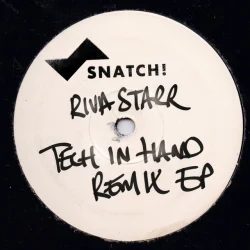 SNATCH!
RIVA STARR
TECH IN HAND
REMIX EP